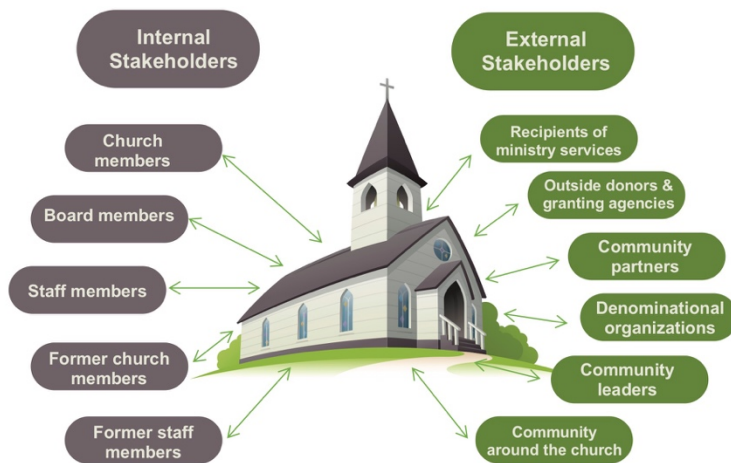 Internal
Stakeholders
Church
members
Board members
Staff members
Former church
members
Former staff
members
External
Stakeholders
Recipients of
ministry services
Outside donors &
granting agencies
Community
partners
Denominational
organizations
Community
leaders
Community
around the church